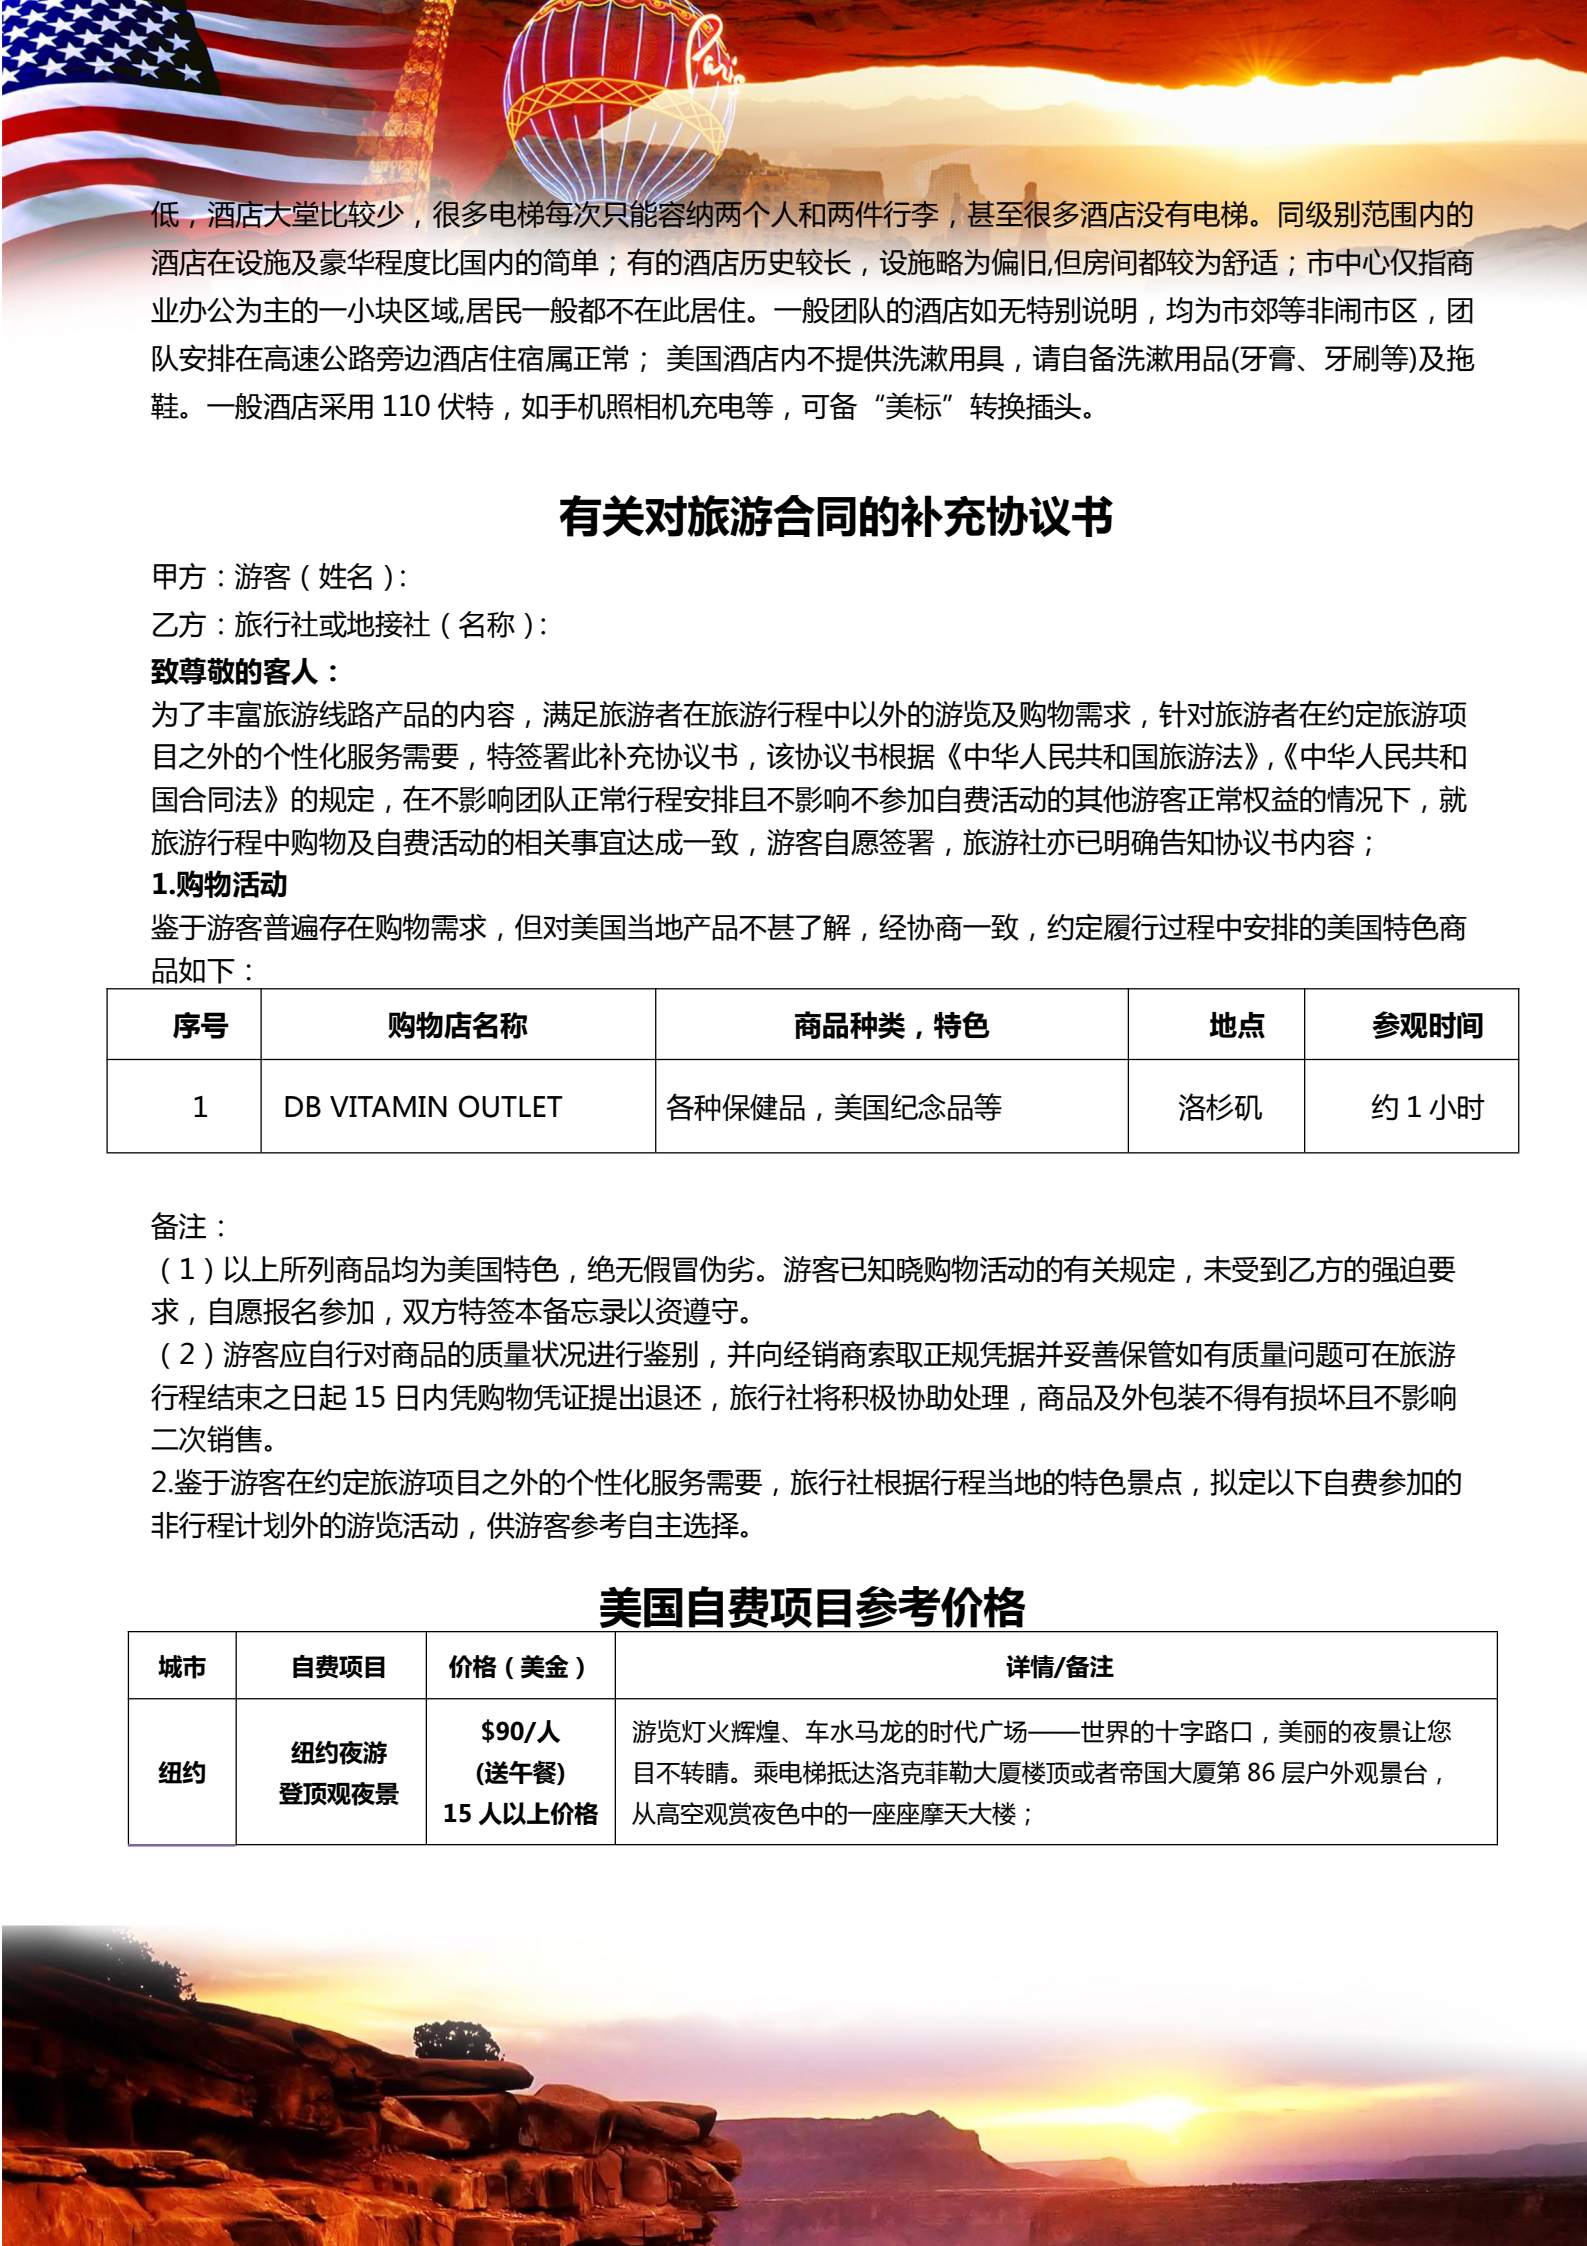 Paris
低，酒店大堂比较少，很多电梯每次只能容纳两个人和两件行李，甚至很多酒店没有电梯。同级别范围内的
酒店在设施及豪华程度比国内的简单；有的酒店历史较长，设施略为偏旧,但房间都较为舒适；市中心仅指商
业办公为主的一小块区域,居民一般都不在此居住。一般团队的酒店如无特别说明，均为市郊等非闹市区，团
队安排在高速公路旁边酒店住宿属正常； 美国酒店内不提供洗漱用具，请自备洗漱用品(牙膏、牙刷等)及拖
鞋。一般酒店采用 110 伏特，如手机照相机充电等，可备“美标”转换插头。
有关对旅游合同的补充协议书
甲方：游客（姓名）：
乙方：旅行社或地接社（名称）：
致尊敬的客人：
为了丰富旅游线路产品的内容，满足旅游者在旅游行程中以外的游览及购物需求，针对旅游者在约定旅游项
目之外的个性化服务需要，特签署此补充协议书，该协议书根据《中华人民共和国旅游法》，《中华人民共和
国合同法》的规定，在不影响团队正常行程安排且不影响不参加自费活动的其他游客正常权益的情况下，就
旅游行程中购物及自费活动的相关事宜达成一致，游客自愿签署，旅游社亦已明确告知协议书内容；
1.购物活动
鉴于游客普遍存在购物需求，但对美国当地产品不甚了解，经协商一致，约定履行过程中安排的美国特色商
品如下：
序号 购物店名称 商品种类，特色 地点 参观时间
1 DB VITAMIN OUTLET 各种保健品，美国纪念品等 洛杉矶 约 1 小时
备注：
（1）以上所列商品均为美国特色，绝无假冒伪劣。游客已知晓购物活动的有关规定，未受到乙方的强迫要
求，自愿报名参加，双方特签本备忘录以资遵守。
（2）游客应自行对商品的质量状况进行鉴别，并向经销商索取正规凭据并妥善保管如有质量问题可在旅游
行程结束之日起 15 日内凭购物凭证提出退还，旅行社将积极协助处理，商品及外包装不得有损坏且不影响
二次销售。
2.鉴于游客在约定旅游项目之外的个性化服务需要，旅行社根据行程当地的特色景点，拟定以下自费参加的
非行程计划外的游览活动，供游客参考自主选择。
美国自费项目参考价格
城市 自费项目 价格（美金） 详情/备注
纽约
纽约夜游
登顶观夜景
$90/人
(送午餐)
15 人以上价格
游览灯火辉煌、车水马龙的时代广场——世界的十字路口，美丽的夜景让您
目不转睛。乘电梯抵达洛克菲勒大厦楼顶或者帝国大厦第 86 层户外观景台，
从高空观赏夜色中的一座座摩天大楼；